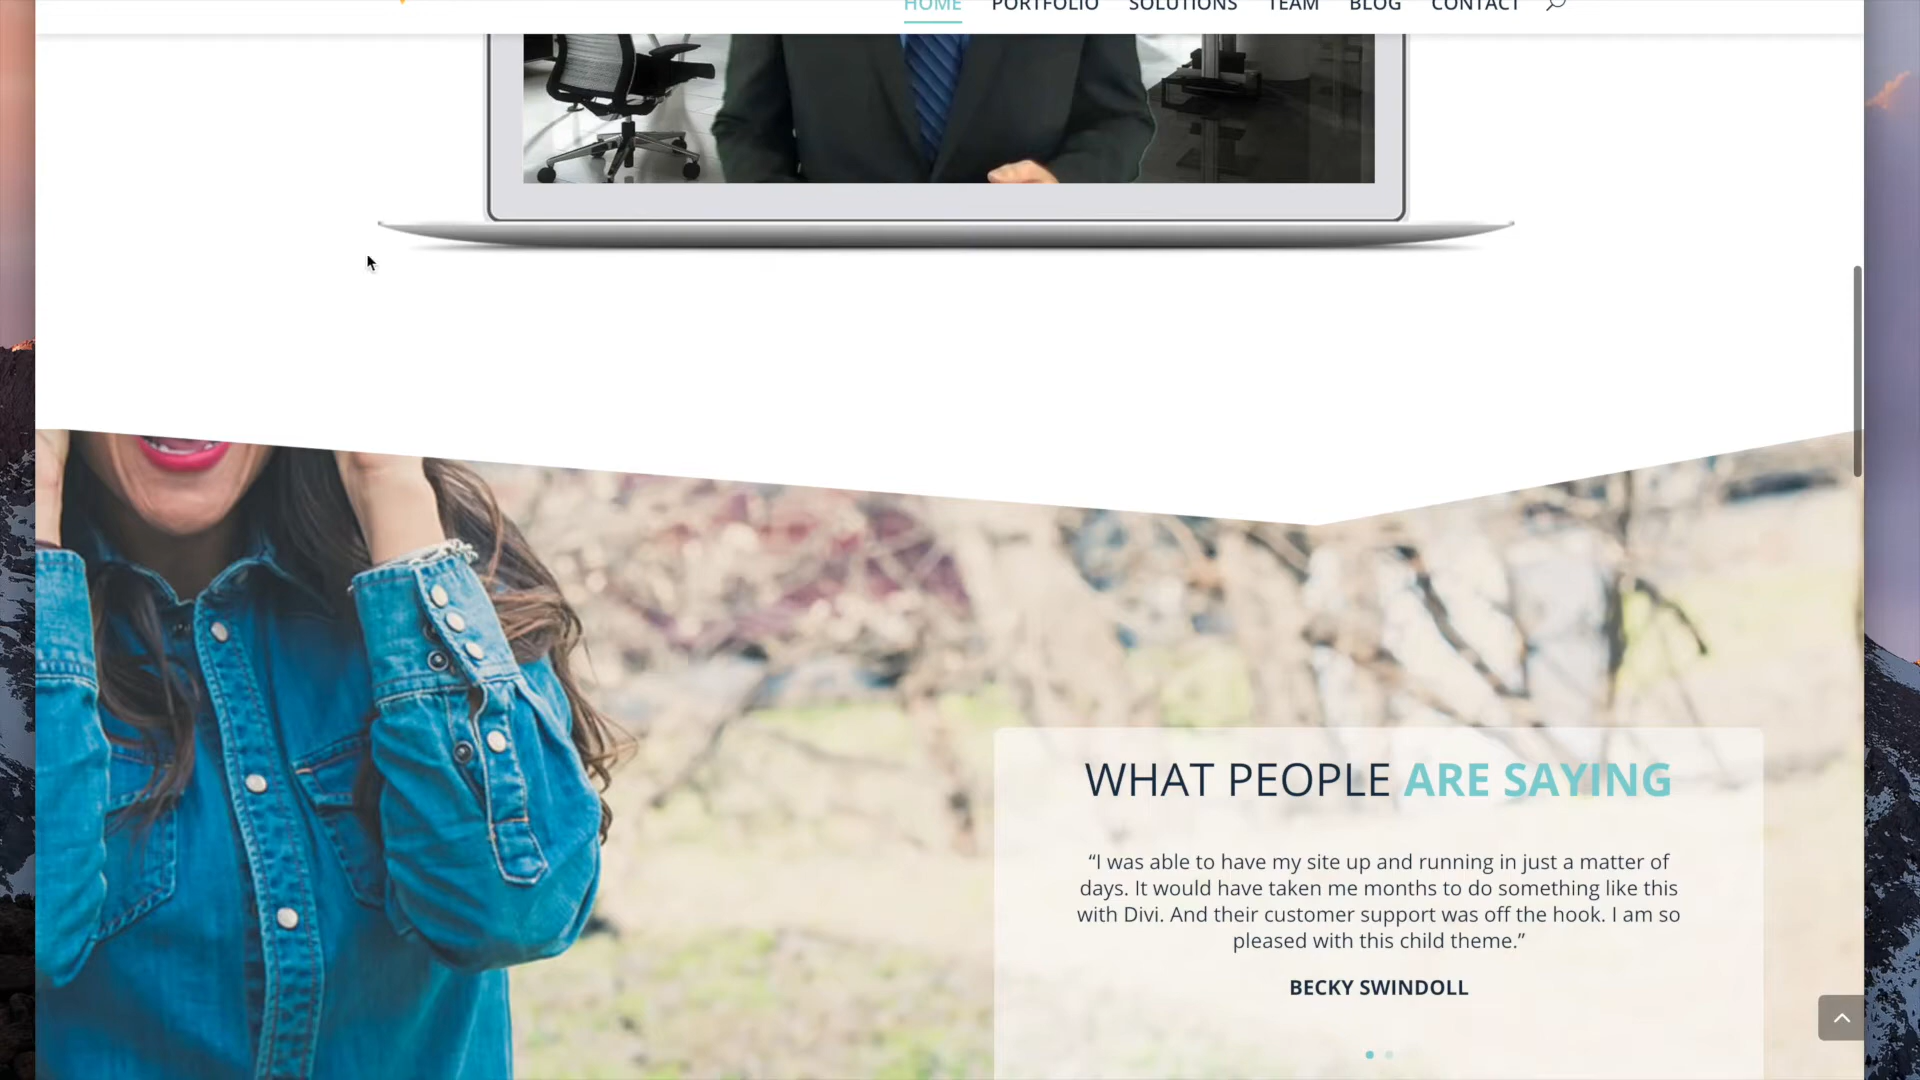 HOME PORTFOLIO SOLUTIONS TEAM BLOG CONTACT
WHAT PEOPLE ARE SAYING
“I was able to have my site up and running in just a matter of
days. It would have taken me months to do something like this
with Divi. And their customer support was off the hook. I am so
pleased with this child theme.”
BECKY SWINDOLL